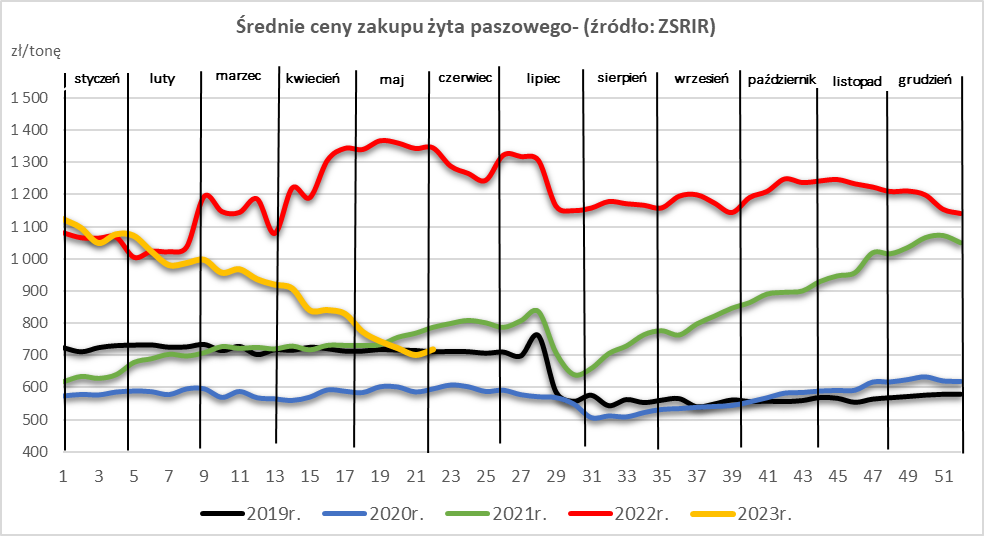 Średnie ceny zakupu żyta paszowego- (źródło: ZSRIR)
zł/tonę
styczeń luty marzec kwiecień maj czerwiec lipiec sierpień wrzesień październik listopad grudzień
1 500
1 400
1 300
1 200
1 100
1 000
900
800
700
600
500
400
1 3 5 7 9 11 13 15 17 19 21 23 25 27 29 31 33 35 37 39 41 43 45 47 49 51
2019r. 2020r. 2021r. 2022r. 2023r.